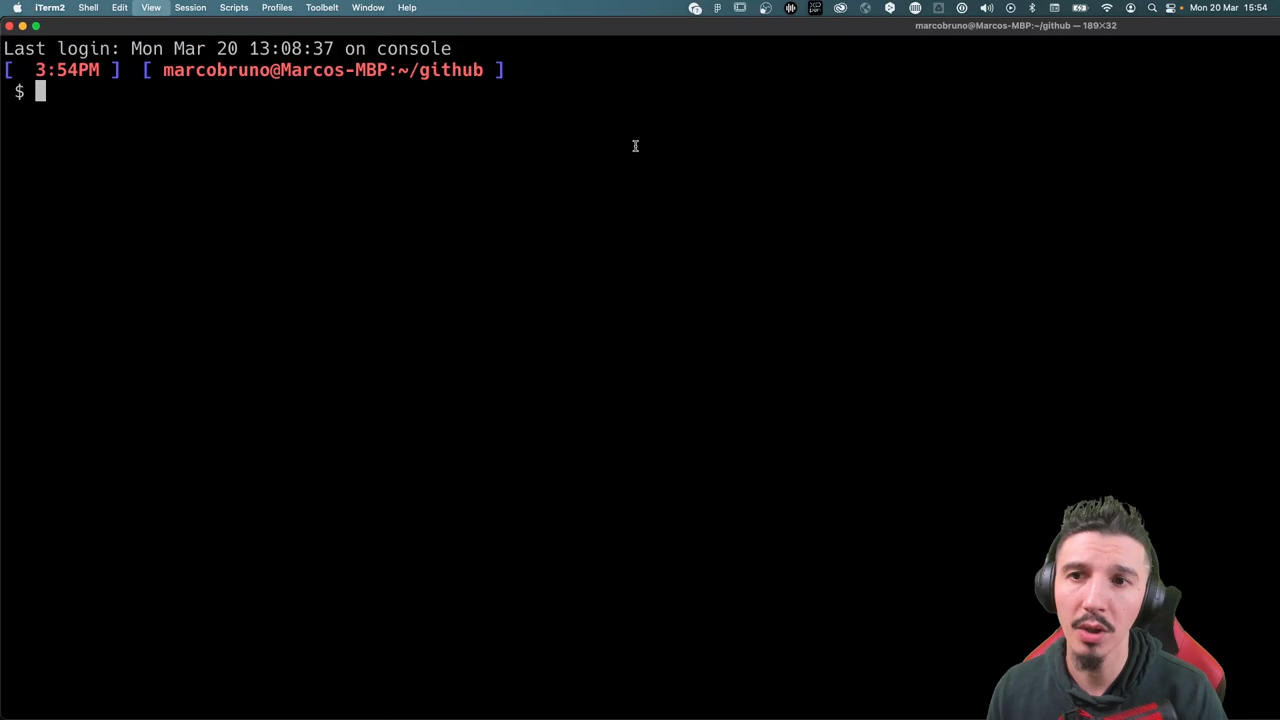 iTerm2 Shell Edit View Session Scripts Profiles Toolbelt Window Help Mon 20 Mar 15:54
marcobruno@Marcos-MBP:~/github — 189×32
Last login: Mon Mar 20 13:08:37 on console
[ 3:54PM ] [ marcobruno@Marcos-MBP:~/github ]
$